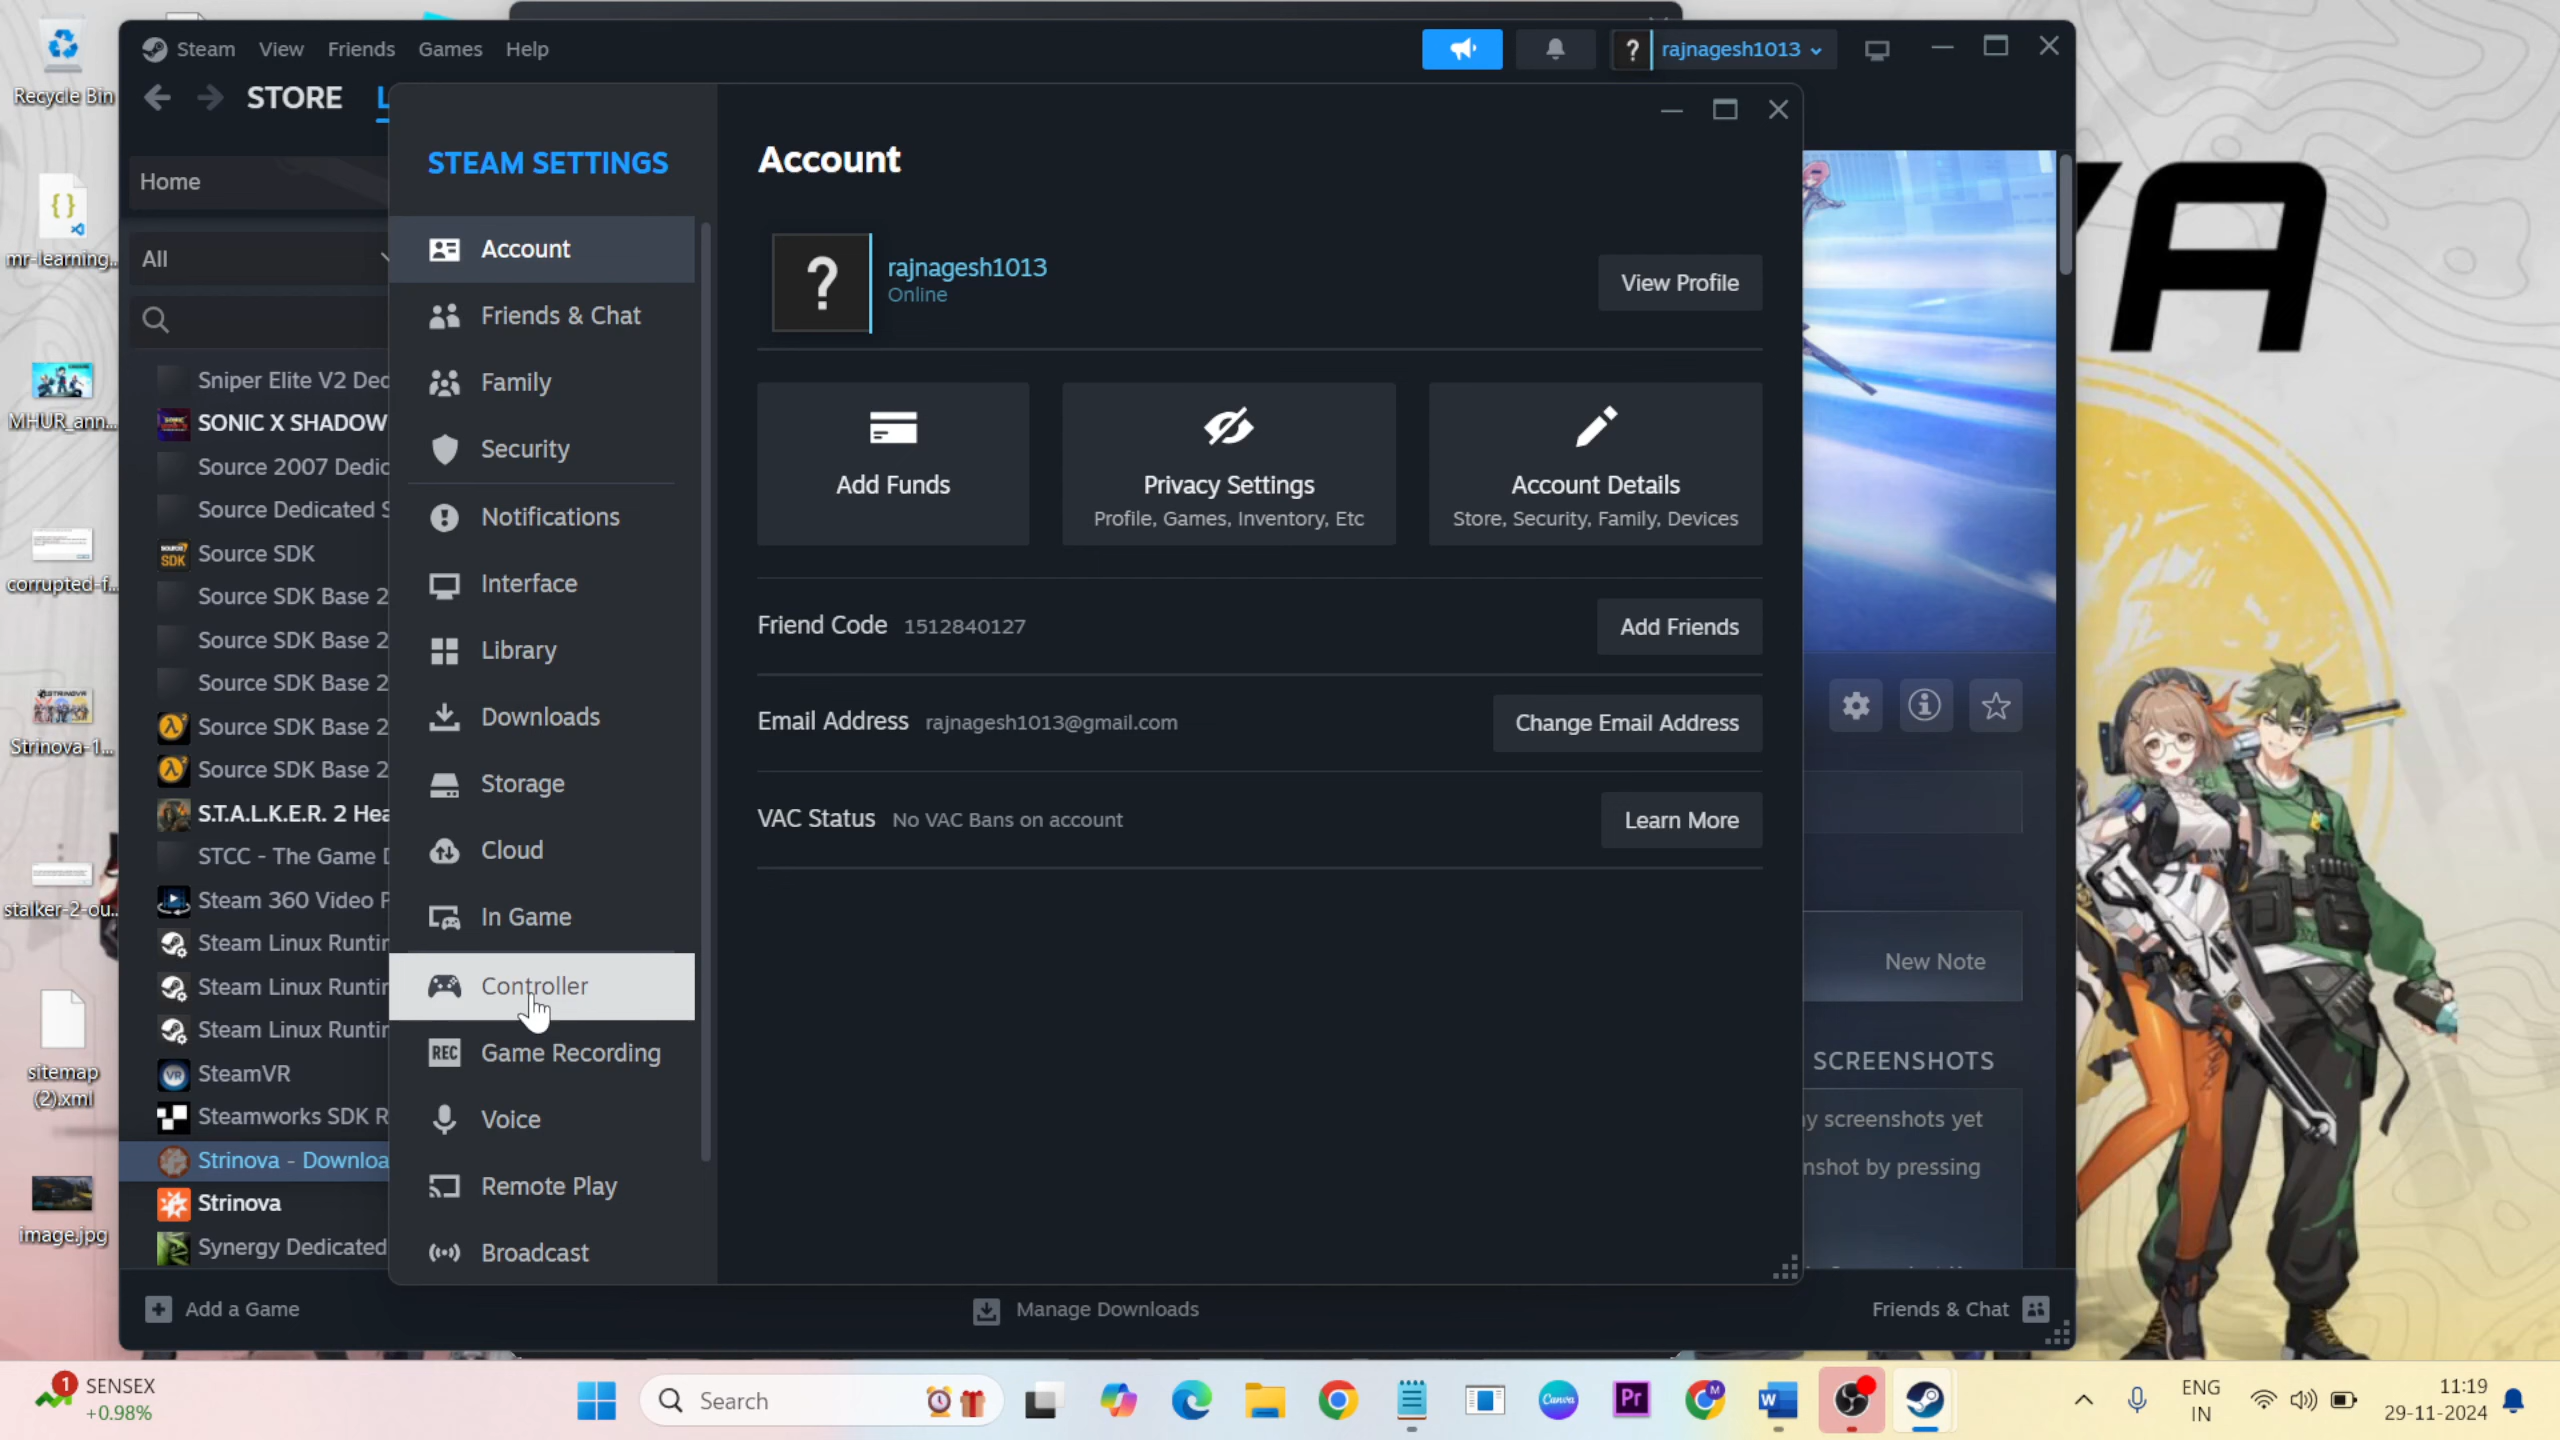 Recycle Bin
mr-learning...
MHUR_ann...
corrupted-f...
Strinova-1...
stalker-2-ou...
sitemap
(2).xml
image.jpg
Steam View Friends Games Help
rajnagesh1013
STORE L
Home
All
Sniper Elite V2 Ded
SONIC X SHADOW
Source 2007 Dedic
Source Dedicated S
Source SDK
Source SDK Base 2
Source SDK Base 2
Source SDK Base 2
Source SDK Base 2
Source SDK Base 2
S.T.A.L.K.E.R. 2 Hea
STCC - The Game D
Steam 360 Video P
Steam Linux Runtin
Steam Linux Runtin
Steam Linux Runtin
SteamVR
Steamworks SDK R
Strinova - Downloa
Strinova
Synergy Dedicated
STEAM SETTINGS
Account
Friends & Chat
Family
Security
Notifications
Interface
Library
Downloads
Storage
Cloud
In Game
Controller
REC Game Recording
Voice
Remote Play
Broadcast
Account
? rajnagesh1013
Online
View Profile
Add Funds
Privacy Settings
Profile, Games, Inventory, Etc
Account Details
Store, Security, Family, Devices
Friend Code 1512840127 Add Friends
Email Address rajnagesh1013@gmail.com Change Email Address
VAC Status No VAC Bans on account Learn More
New Note
SCREENSHOTS
y screenshots yet
nshot by pressing
Add a Game Manage Downloads Friends & Chat
1 SENSEX
+0.98%
Search
ENG
IN
11:19
29-11-2024